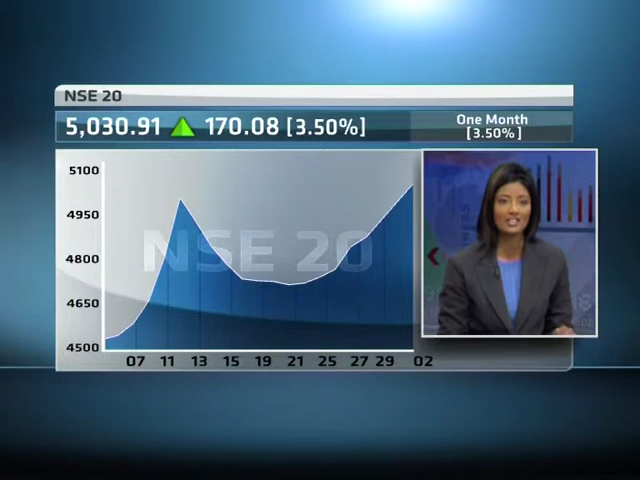 NSE 20
5,030.91 170.08 [3.50%]
One Month
[3.50%]
5100
4950
4800
4650
4500
NSE 20
07 11 13 15 19 21 25 27 29 02